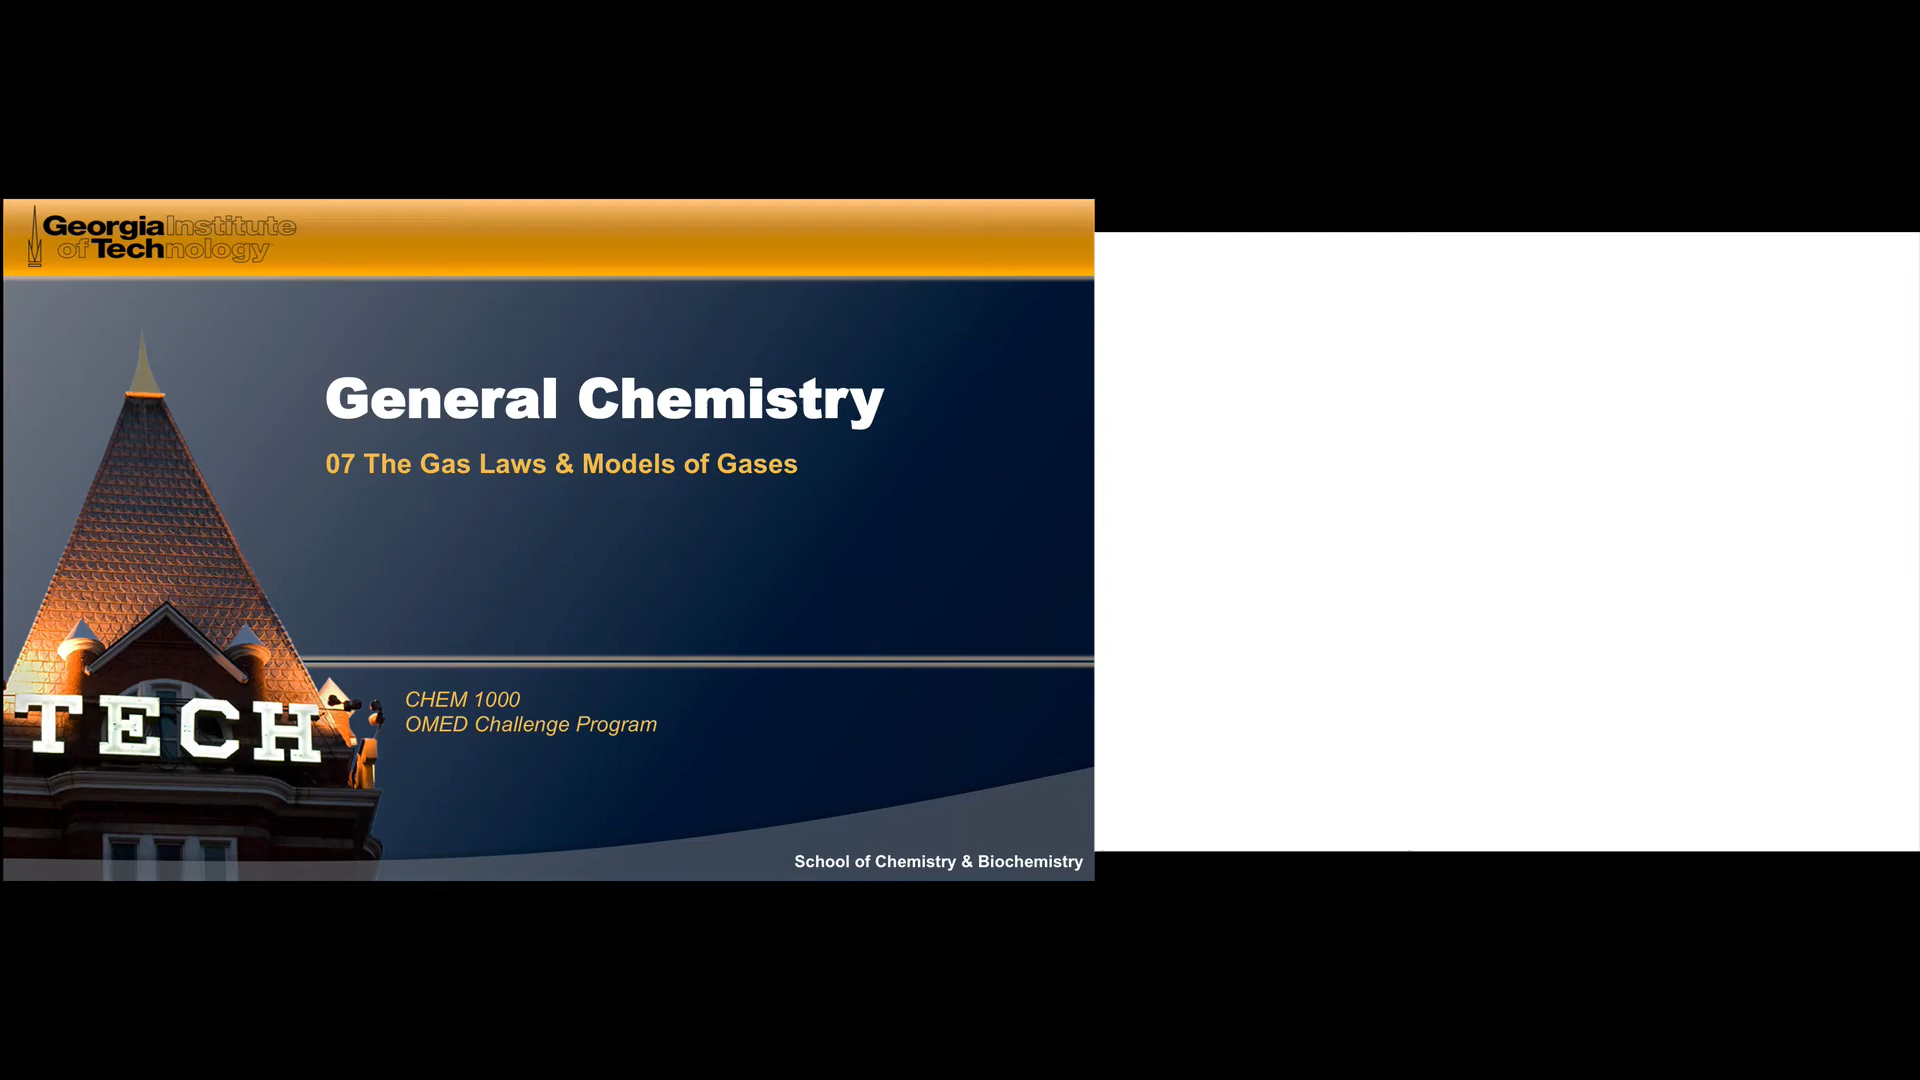 Georgia Institute
of Technology
General Chemistry
07 The Gas Laws & Models of Gases
TECH
CHEM 1000
OMED Challenge Program
School of Chemistry & Biochemistry